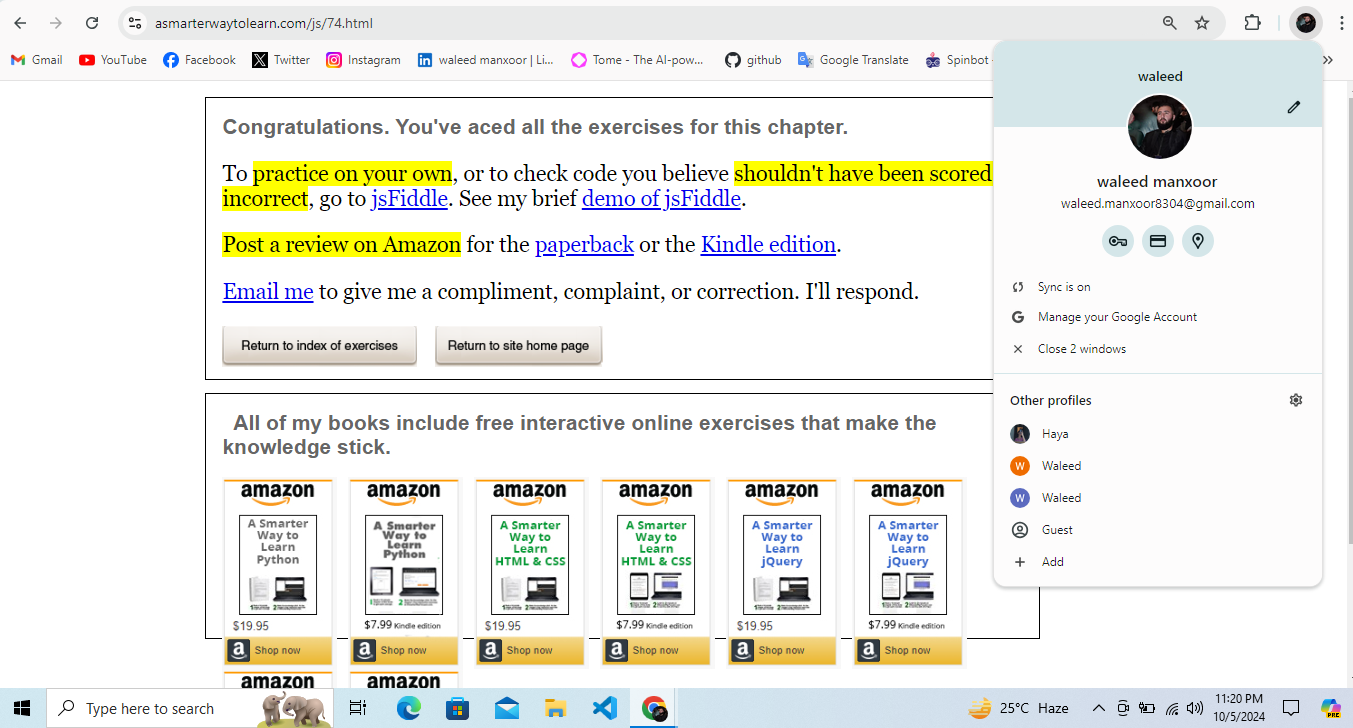 asmarterwaytolearn.com/js/74.html
Gmail YouTube Facebook Twitter Instagram waleed manxoor | Li... Tome - The AI-pow... github Google Translate Spinbot
Congratulations. You've aced all the exercises for this chapter.
To practice on your own, or to check code you believe shouldn't have been scored
incorrect, go to jsFiddle. See my brief demo of jsFiddle.
Post a review on Amazon for the paperback or the Kindle edition.
Email me to give me a compliment, complaint, or correction. I'll respond.
Return to index of exercises Return to site home page
All of my books include free interactive online exercises that make the
knowledge stick.
amazon amazon amazon amazon amazon amazon
A Smarter Way to Learn Python
A Smarter Way to Learn Python
A Smarter Way to Learn HTML & CSS
A Smarter Way to Learn HTML & CSS
A Smarter Way to Learn jQuery
A Smarter Way to Learn jQuery
$19.95 $7.99 Kindle edition $19.95 $7.99 Kindle edition $19.95 $7.99 Kindle edition
a Shop now a Shop now a Shop now a Shop now a Shop now a Shop now
amazon amazon
waleed
waleed manxoor
waleed.manxoor8304@gmail.com
Sync is on
Manage your Google Account
Close 2 windows
Other profiles
Haya
W Waleed
W Waleed
Guest
Add
Type here to search
25°C Haze
11:20 PM
10/5/2024
PRE